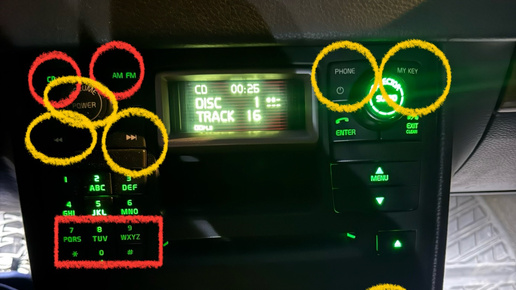 CD
AM FM
VOLUME
POWER
CD 00:26
DISC 1
TRACK 16
PHONE
MY KEY
SOUND
ENTER
EXIT
CLEAR
MENU
1
2
ABC
3
DEF
4
GHI
5
JKL
6
MNO
7
PQRS
8
TUV
9
WXYZ
*
0
#